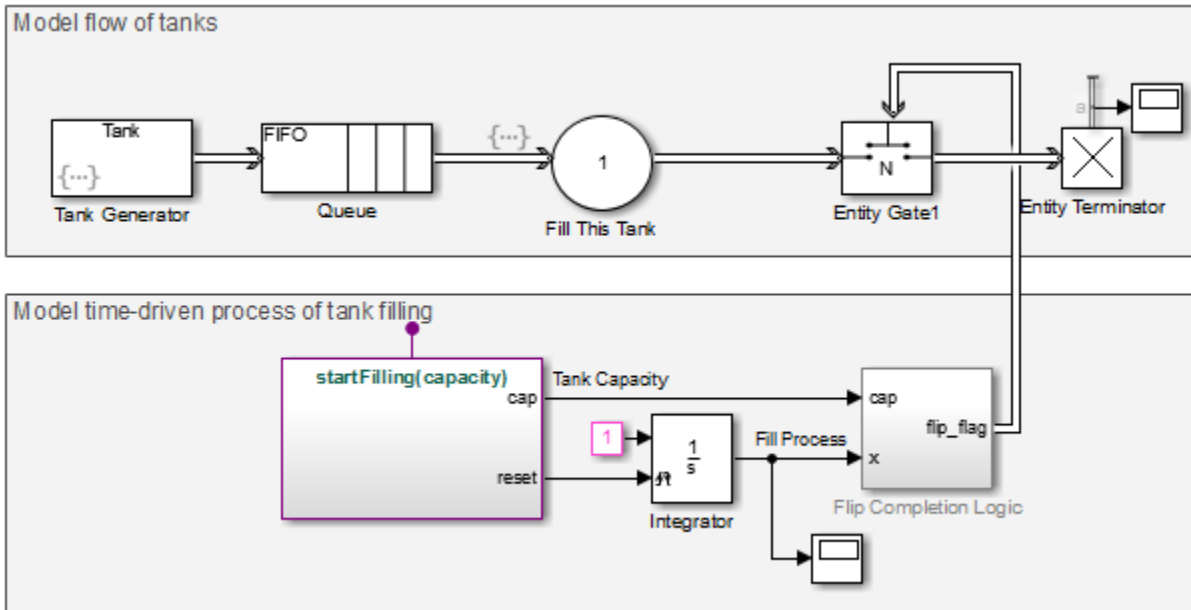 Model flow of tanks
Tank
{...}
Tank Generator
FIFO
Queue
{...}
1
Fill This Tank
N
Entity Gate1
a
Entity Terminator
Model time-driven process of tank filling
startFilling(capacity)
cap
reset
Tank Capacity
1
1
s
Integrator
Fill Process
cap
x
flip_flag
Flip Completion Logic